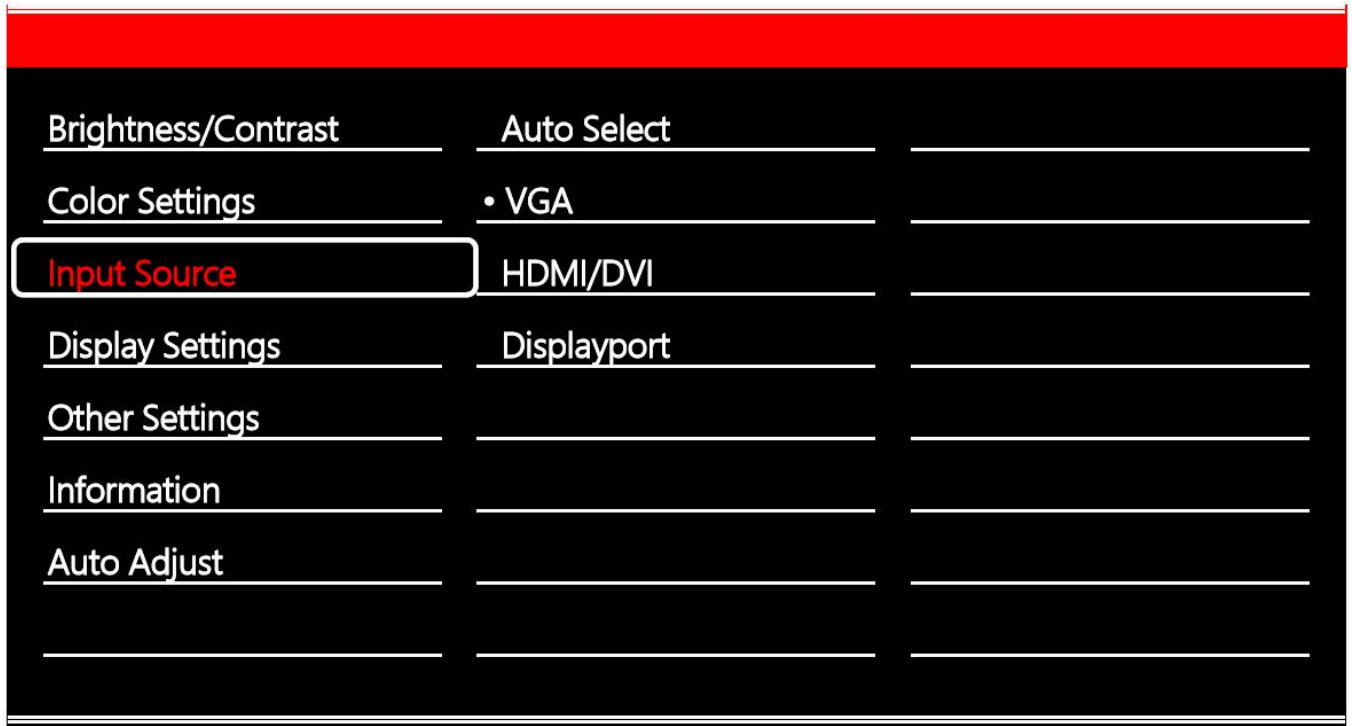 Brightness/Contrast
Color Settings
Input Source
Display Settings
Other Settings
Information
Auto Adjust
Auto Select
• VGA
HDMI/DVI
Displayport